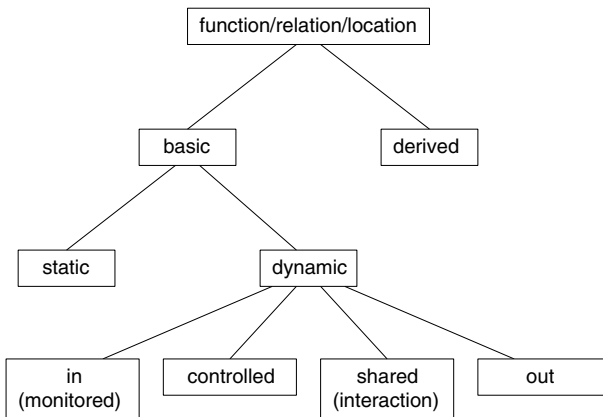 function/relation/location
basic
derived
static
dynamic
in
(monitored)
controlled
shared
(interaction)
out